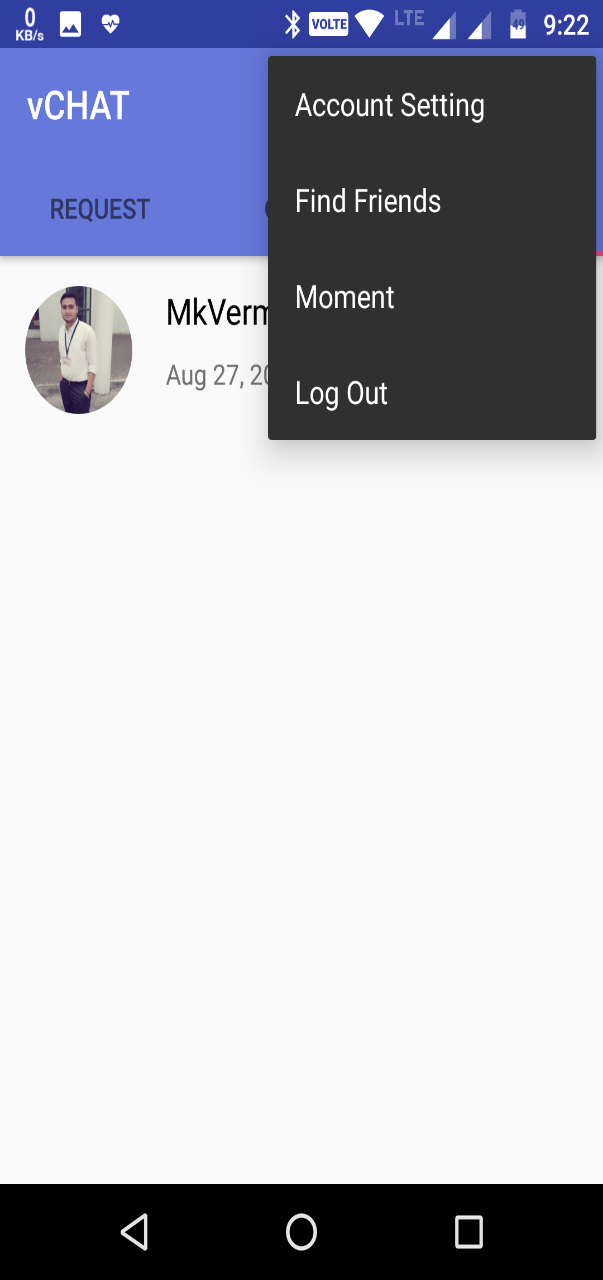 0
KB/s
VOLTE
LTE
49
9:22
vCHAT
Account Setting
Find Friends
Moment
Log Out
REQUEST
MkVerm
Aug 27, 20